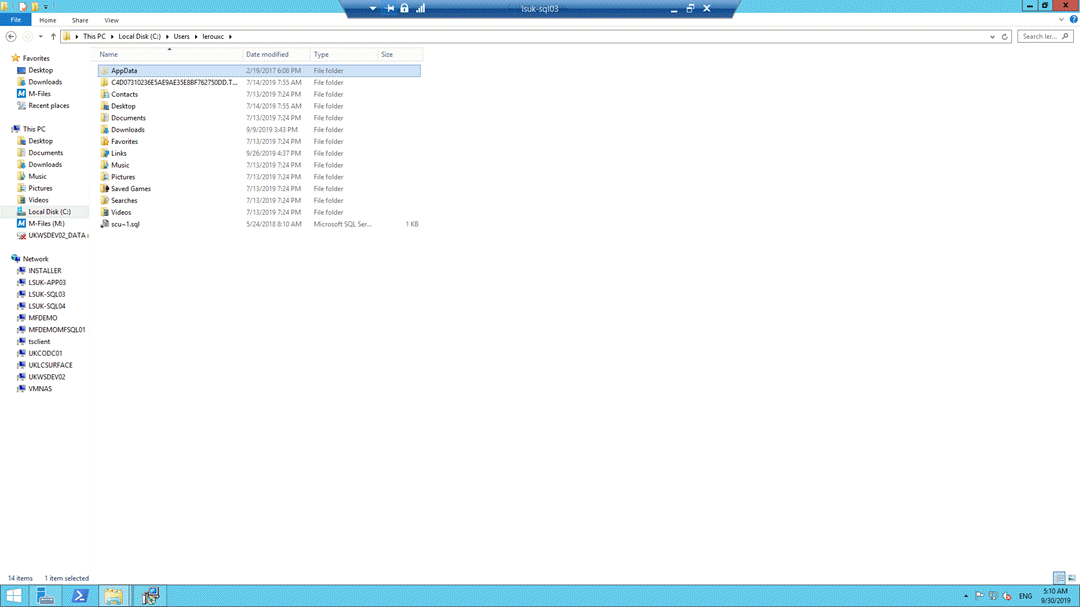 lsuk-sql03
File Home Share View
This PC Local Disk (C:) Users lerouxc
Search ler...
Name Date modified Type Size
AppData 2/19/2017 6:08 PM File folder
C4D07310236E5AE9AE35E8BF762750DD.T... 7/14/2019 7:55 AM File folder
Contacts 7/13/2019 7:24 PM File folder
Desktop 7/14/2019 7:55 AM File folder
Documents 7/13/2019 7:24 PM File folder
Downloads 9/9/2019 3:43 PM File folder
Favorites 7/13/2019 7:24 PM File folder
Links 9/26/2019 4:37 PM File folder
Music 7/13/2019 7:24 PM File folder
Pictures 7/13/2019 7:24 PM File folder
Saved Games 7/13/2019 7:24 PM File folder
Searches 7/13/2019 7:24 PM File folder
Videos 7/13/2019 7:24 PM File folder
scu~1.sql 5/24/2018 8:10 AM Microsoft SQL Ser... 1 KB
Favorites
Desktop
Downloads
M-Files
Recent places
This PC
Desktop
Documents
Downloads
Music
Pictures
Videos
Local Disk (C:)
M-Files (M:)
UKWSDEV02_DATA (
Network
INSTALLER
LSUK-APP03
LSUK-SQL03
LSUK-SQL04
MFDEMO
MFDEMOMFSQL01
tsclient
UKCODC01
UKLCSURFACE
UKWSDEV02
VMNAS
14 items 1 item selected
ENG
5:10 AM
9/30/2019